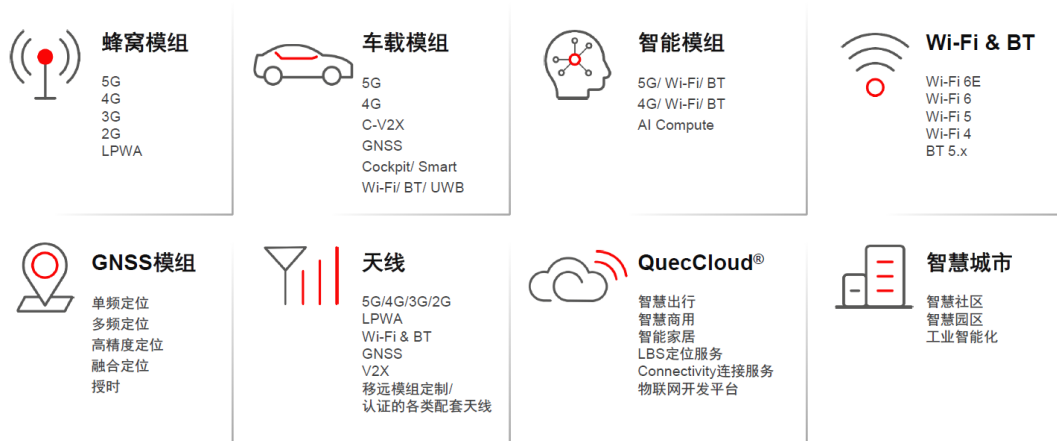 蜂窝模组
5G
4G
3G
2G
LPWA
车载模组
5G
4G
C-V2X
GNSS
Cockpit/ Smart
Wi-Fi/ BT/ UWB
智能模组
5G/ Wi-Fi/ BT
4G/ Wi-Fi/ BT
AI Compute
Wi-Fi & BT
Wi-Fi 6E
Wi-Fi 6
Wi-Fi 5
Wi-Fi 4
BT 5.x
GNSS模组
单频定位
多频定位
高精度定位
融合定位
授时
天线
5G/4G/3G/2G
LPWA
Wi-Fi & BT
GNSS
V2X
移远模组定制/
认证的各类配套天线
QuecCloud®
智慧出行
智慧商用
智能家居
LBS定位服务
Connectivity连接服务
物联网开发平台
智慧城市
智慧社区
智慧园区
工业智能化